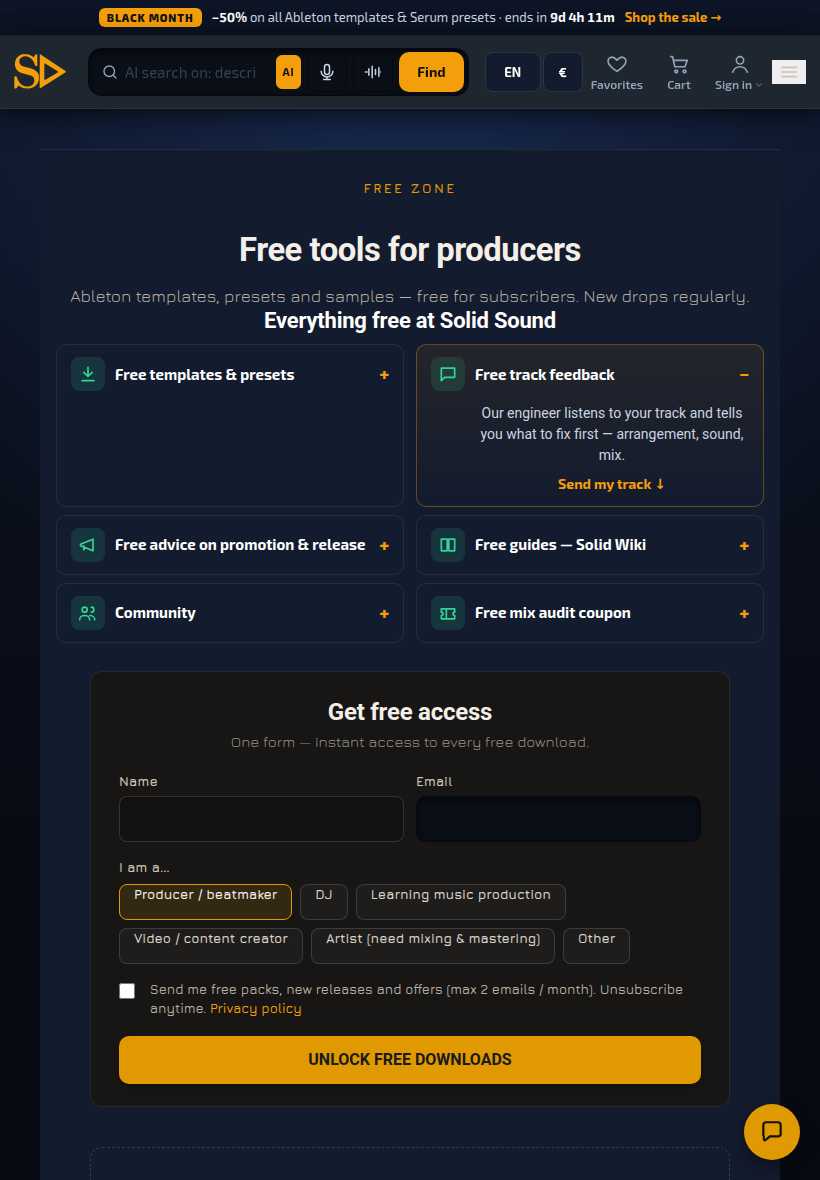 BLACK MONTH −50% on all Ableton templates & Serum presets · ends in 9d 4h 11m Shop the sale →
AI search on: descri AI Find EN € Favorites Cart Sign in
FREE ZONE
Free tools for producers
Ableton templates, presets and samples — free for subscribers. New drops regularly.
Everything free at Solid Sound
Free templates & presets +
Free track feedback −
Our engineer listens to your track and tells
you what to fix first — arrangement, sound,
mix.
Send my track ↓
Free advice on promotion & release +
Free guides — Solid Wiki +
Community +
Free mix audit coupon +
Get free access
One form — instant access to every free download.
Name Email
I am a...
Producer / beatmaker DJ Learning music production
Video / content creator Artist (need mixing & mastering) Other
Send me free packs, new releases and offers (max 2 emails / month). Unsubscribe
anytime. Privacy policy
UNLOCK FREE DOWNLOADS